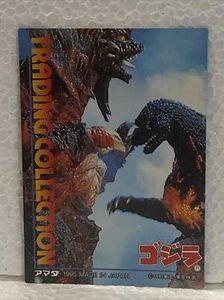 TRADING COLLECTION
ゴジラ
アマダ 1995 MADE IN JAPAN